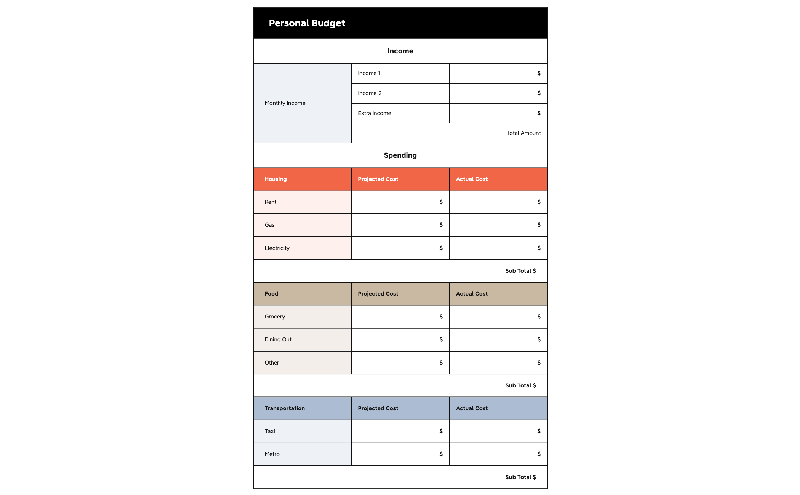 Personal Budget
Income
Monthly Income
Income 1 $
Income 2 $
Extra Income $
Total Amount
Spending
Housing Projected Cost Actual Cost
Rent $ $
Gas $ $
Electricity $ $
Sub Total $
Food Projected Cost Actual Cost
Grocery $ $
Dining Out $ $
Other $ $
Sub Total $
Transportation Projected Cost Actual Cost
Taxi $ $
Metro $ $
Sub Total $